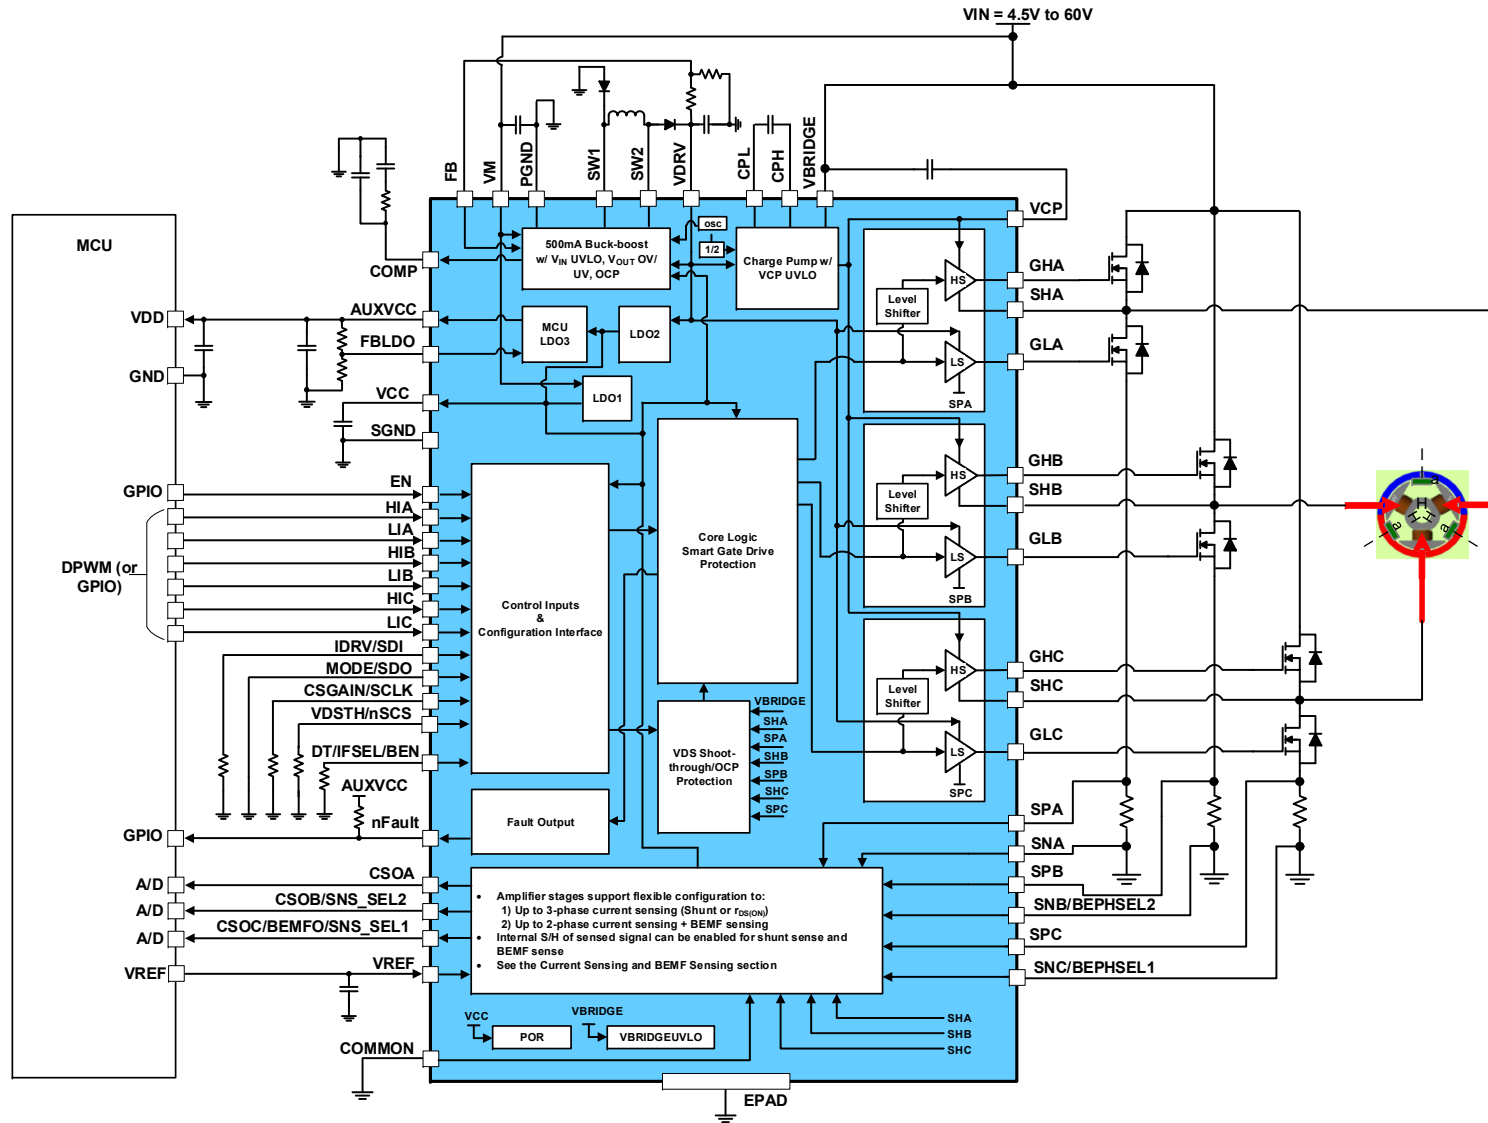 VIN = 4.5V to 60V
FB
VM
PGND
SW1
SW2
VDRV
CPL
CPH
VBRIDGE
MCU
COMP
500mA Buck-boost
w/ VIN UVLO, VOUT OV/
UV, OCP
osc
1/2
Charge Pump w/
VCP UVLO
VCP
HS
Level
Shifter
LS
SPA
GHA
SHA
GLA
VDD
AUXVCC
FBLDO
MCU
LDO3
LDO2
GND
VCC
LDO1
SGND
GPIO
EN
HIA
LIA
HIB
LIB
HIC
LIC
DPWM (or
GPIO)
IDRV/SDI
MODE/SDO
CSGAIN/SCLK
VDSTH/nSCS
DT/IFSEL/BEN
Control Inputs
&
Configuration Interface
Core Logic
Smart Gate Drive
Protection
HS
Level
Shifter
LS
SPB
GHB
SHB
GLB
a
a
a
H
H
H
HS
Level
Shifter
LS
SPC
GHC
SHC
GLC
VDS Shoot-
through/OCP
Protection
VBRIDGE
SHA
SPA
SHB
SPB
SHC
SPC
AUXVCC
GPIO
nFault
Fault Output
SPA
SNA
SPB
SNB/BEPHSEL2
SPC
SNC/BEPHSEL1
A/D
CSOA
A/D
CSOB/SNS_SEL2
A/D
CSOC/BEMFO/SNS_SEL1
VREF
VREF
• Amplifier stages support flexible configuration to:
1) Up to 3-phase current sensing (Shunt or rDS(ON))
2) Up to 2-phase current sensing + BEMF sensing
• Internal S/H of sensed signal can be enabled for shunt sense and
BEMF sense
• See the Current Sensing and BEMF Sensing section
VCC
POR
VBRIDGE
VBRIDGEUVLO
SHA
SHB
SHC
COMMON
EPAD